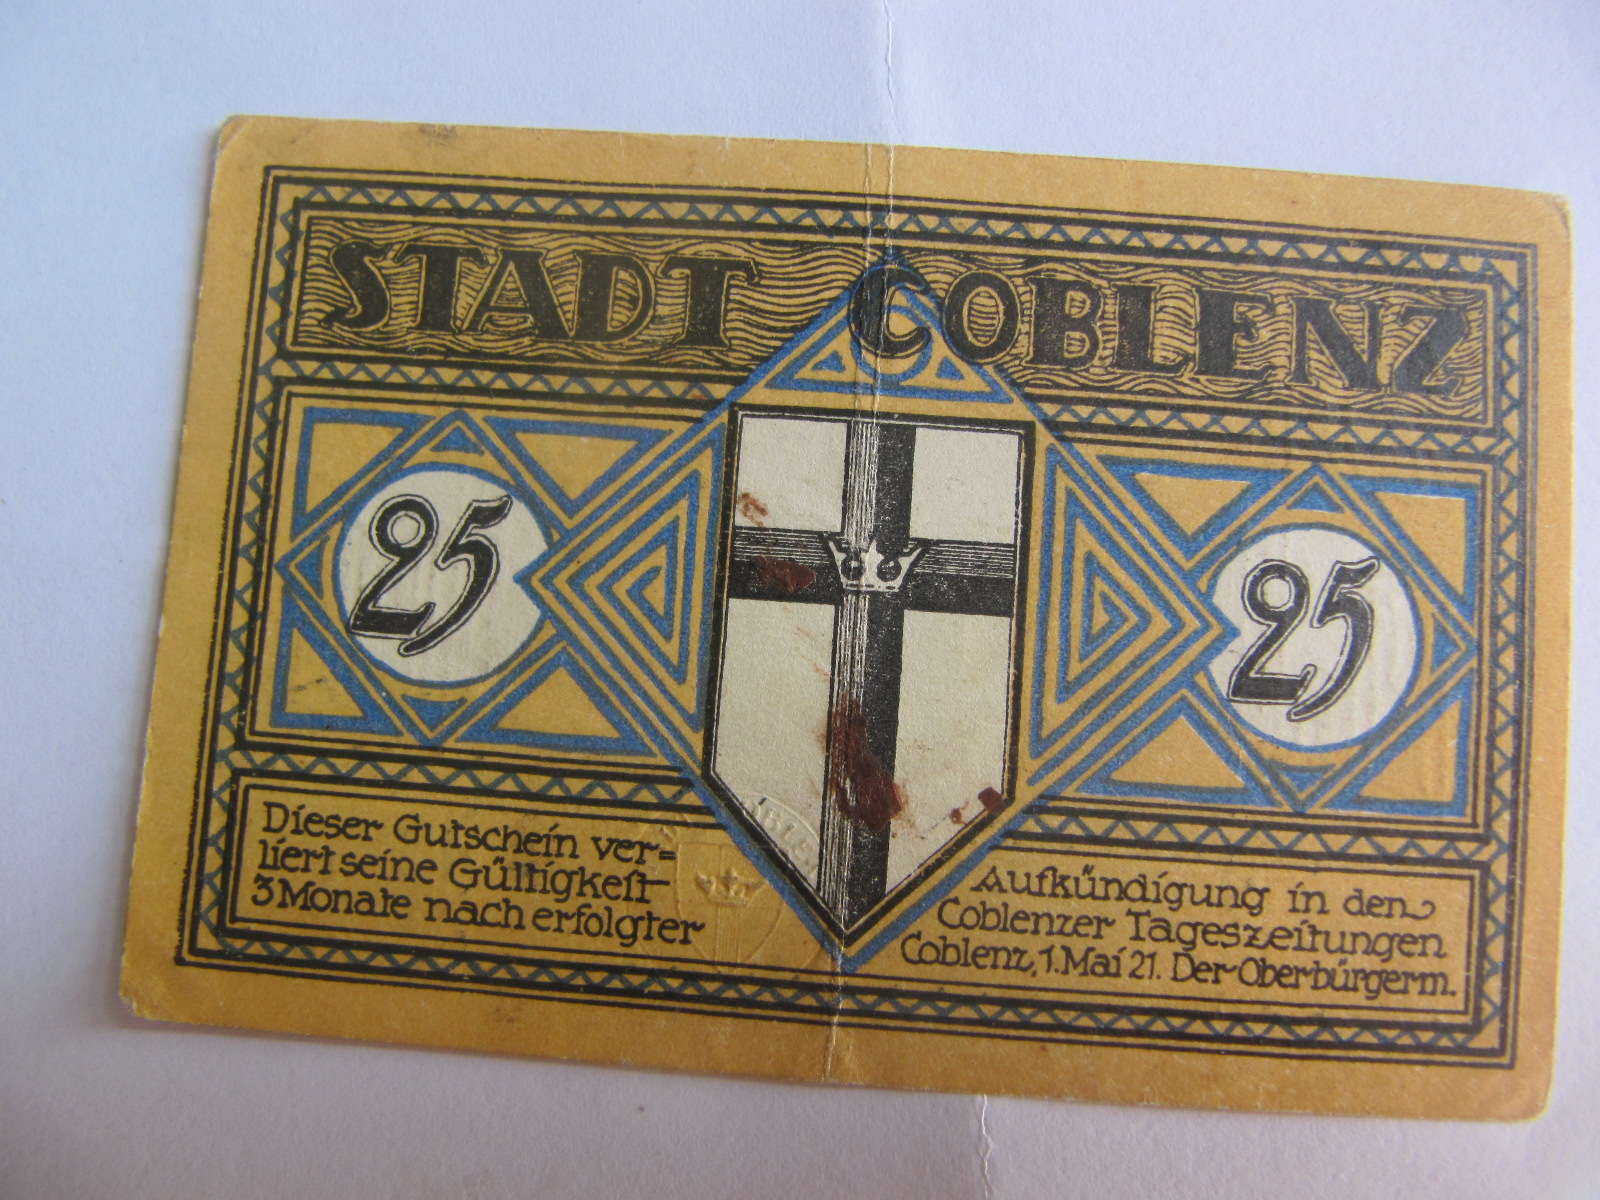 STADT COBLENZ
25
25
Dieser Gutschein ver=
liert seine Gültigkeit
3 Monate nach erfolgter
Aufkündigung in den
Coblenzer Tageszeitungen
Coblenz, 1. Mai 21. Der Oberbürgerm.